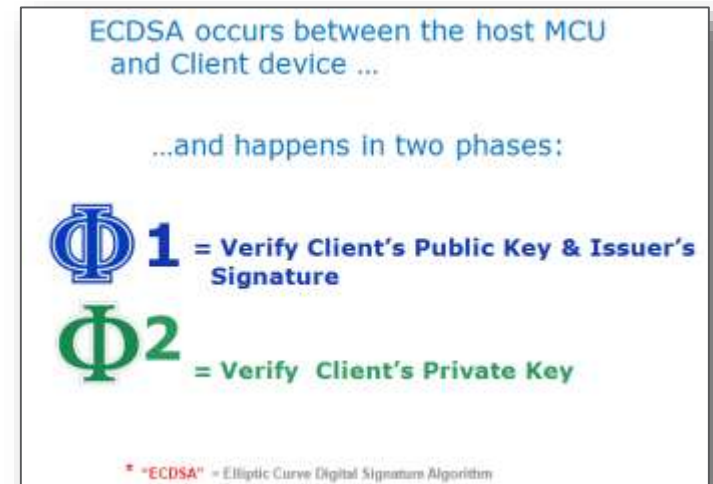 ECDSA occurs between the host MCU
and Client device ...
...and happens in two phases:
Φ1 = Verify Client's Public Key & Issuer's
Signature
Φ2 = Verify Client's Private Key
* "ECDSA" = Elliptic Curve Digital Signature Algorithm